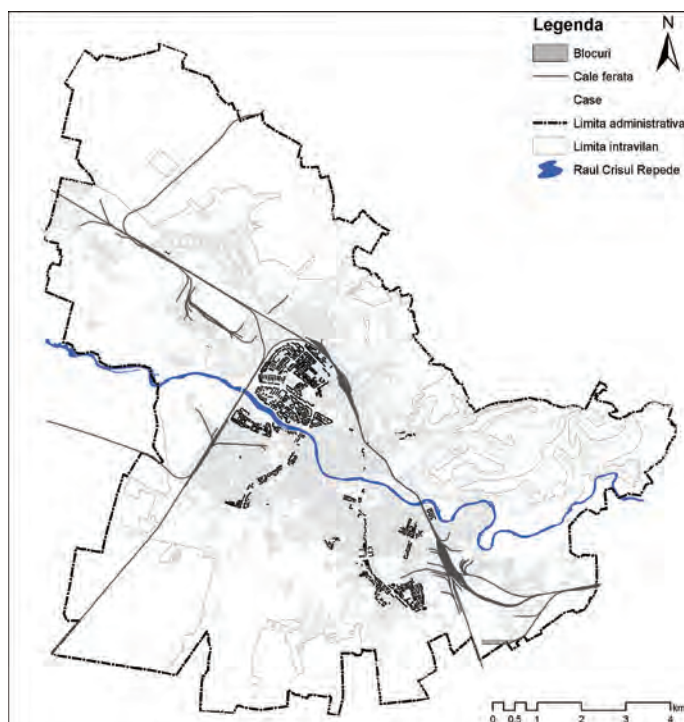 Legenda
N
Blocuri
Cale ferata
Case
Limita administrativa
Limita intravilan
Raul Crisul Repede
km
0 0.5 1 2 3 4